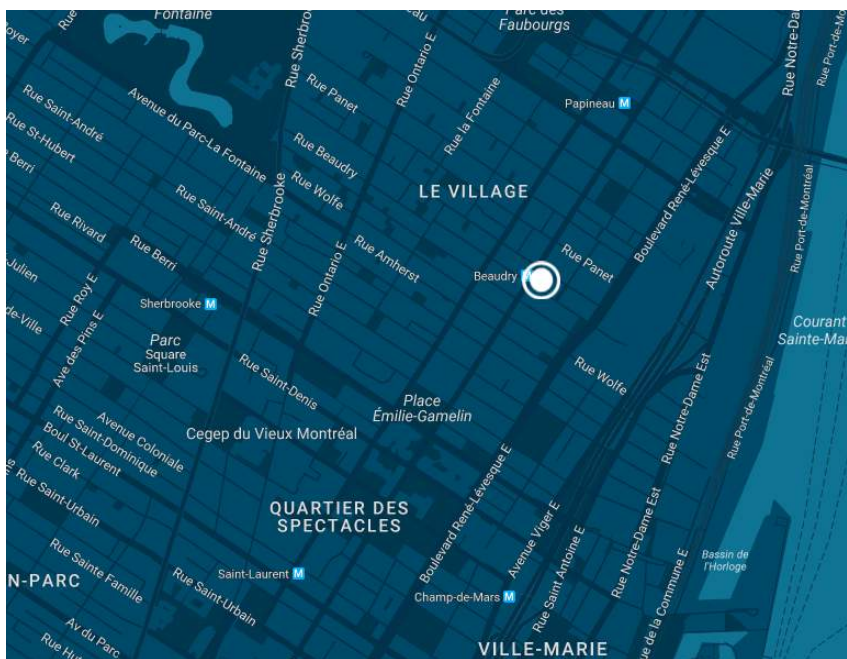 Fontaine
Parc des
Faubourgs
Rue Sherbrooke
Rue Ontario E
Rue Notre-Dame
Rue Saint-André
Rue St-Hubert
Berri
Avenue du Parc-La Fontaine
Rue Panet
Rue la Fontaine
Papineau M
Rue Beaudry
Rue Wolfe
LE VILLAGE
Boulevard René-Lévesque E
Autoroute Ville-Marie
Rue Port-de-Montréal
Rue Saint-André
Rue Sherbrooke
Rue Rivard
Rue Berri
Rue Ontario E
Rue Amherst
Beaudry
Rue Panet
Rue Roy E
Ave des Pins E
Sherbrooke M
Parc
Square
Saint-Louis
Courant
Rue Saint-Denis
Rue Wolfe
Place
Émilie-Gamelin
Rue Notre-Dame Est
Rue Port-de-Montréal
Cegep du Vieux Montréal
Avenue Coloniale
Rue Saint-Dominique
Boul St-Laurent
Rue Clark
Rue Saint-Urbain
QUARTIER DES
SPECTACLES
Boulevard René-Lévesque E
Avenue Viger E
Rue Saint Antoine E
Rue Notre-Dame Est
Bassin de
l'Horloge
Rue Sainte Famille
Saint-Laurent M
Rue Saint-Urbain
Champ-de-Mars M
de la Commune E
Av du Parc
VILLE-MARIE